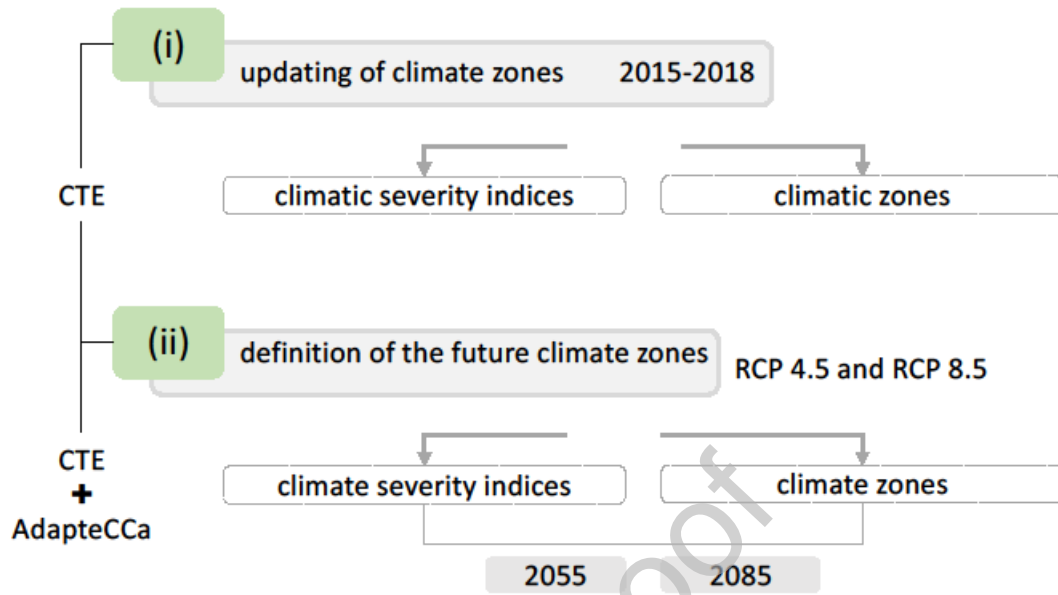 (i)
updating of climate zones 2015-2018
CTE
climatic severity indices
climatic zones
(ii)
definition of the future climate zones
RCP 4.5 and RCP 8.5
CTE
+
AdapteCCa
climate severity indices
climate zones
2055
2085
oof